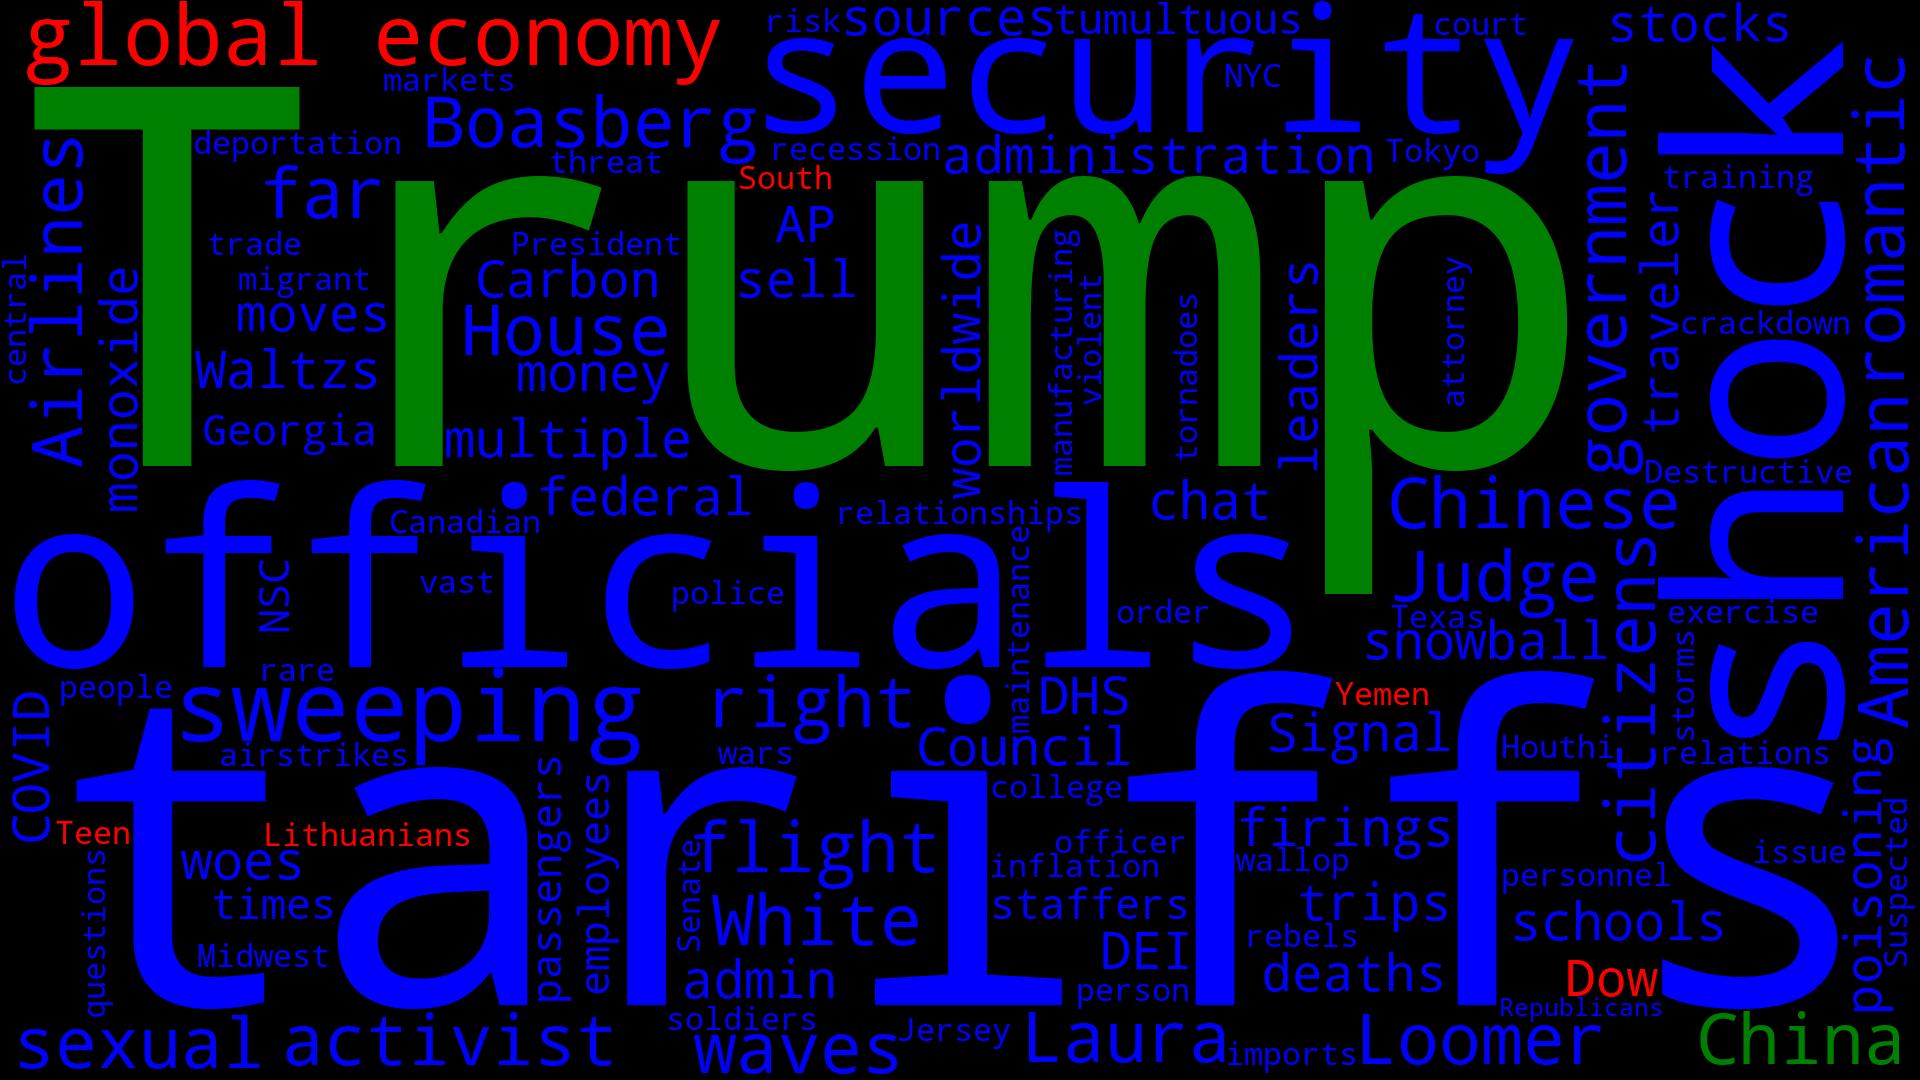 global economy
risk
sources
tumultuous
court
stocks
security
markets
NYC
Boasberg
shock
government
Americanromantic
Trump
deportation
threat
recession
administration
Tokyo
Airlines
far
South
training
AP
trade
President
traveler
migrant
Carbon
sell
worldwide
manufacturing
violent
tornadoes
leaders
attorney
central
monoxide
moves
House
crackdown
Waltzs
money
Georgia
multiple
officials
federal
Canadian
relationships
chat
Chinese
Destructive
NSC
vast
police
maintenance
order
Judge
Texas
snowball
citizens
exercise
storms
rare
people
sweeping
right
DHS
Yemen
COVID
airstrikes
wars
Council
Signal
Houthi
relations
tariffs
passengers
employees
college
poisoning
Suspected
Teen
Lithuanians
flight
officer
firings
woes
Senate
inflation
wallop
issue
questions
times
White
staffers
trips
personnel
schools
Midwest
DEI
rebels
admin
person
deaths
Dow
Republicans
sexual
activist
soldiers
waves
Jersey
Laura
imports
Loomer
China